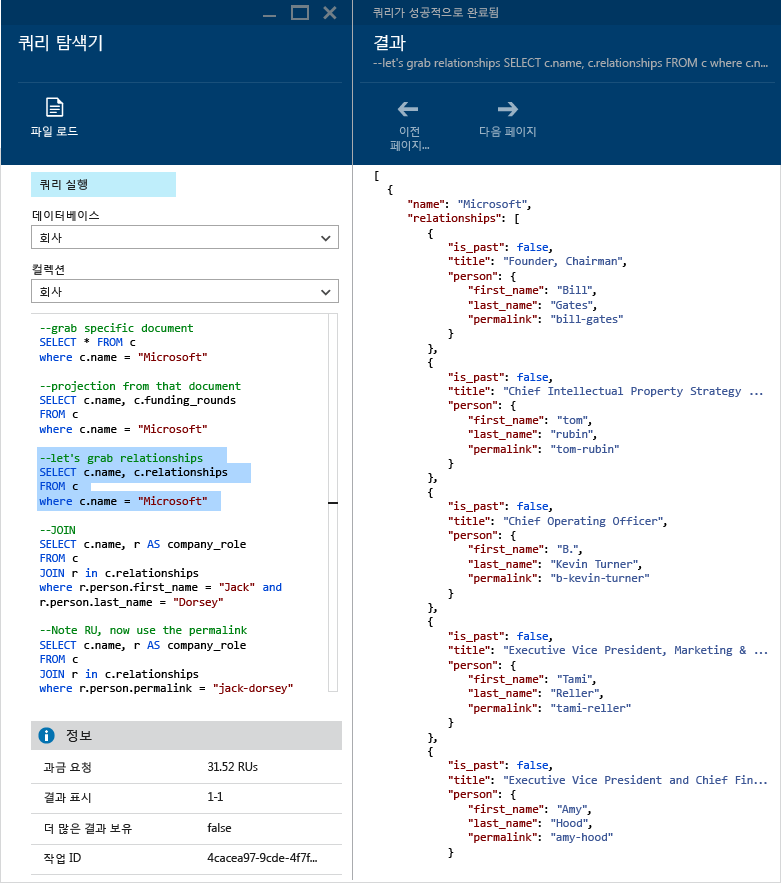 쿼리 탐색기
파일 로드
쿼리 실행
데이터베이스
회사
컬렉션
회사
--grab specific document
SELECT * FROM c
where c.name = "Microsoft"
--projection from that document
SELECT c.name, c.funding_rounds
FROM c
where c.name = "Microsoft"
--let's grab relationships
SELECT c.name, c.relationships
FROM c
where c.name = "Microsoft"
--JOIN
SELECT c.name, r AS company_role
FROM c
JOIN r in c.relationships
where r.person.first_name = "Jack" and
r.person.last_name = "Dorsey"
--Note RU, now use the permalink
SELECT c.name, r AS company_role
FROM c
JOIN r in c.relationships
where r.person.permalink = "jack-dorsey"
정보
과금 요청 31.52 RUs
결과 표시 1-1
더 많은 결과 보유 false
작업 ID 4cacea97-9cde-4f7f...
쿼리가 성공적으로 완료됨
결과
--let's grab relationships SELECT c.name, c.relationships FROM c where c.n...
이전
페이지...
다음 페이지
[
{
"name": "Microsoft",
"relationships": [
{
"is_past": false,
"title": "Founder, Chairman",
"person": {
"first_name": "Bill",
"last_name": "Gates",
"permalink": "bill-gates"
}
},
{
"is_past": false,
"title": "Chief Intellectual Property Strategy ...
"person": {
"first_name": "tom",
"last_name": "rubin",
"permalink": "tom-rubin"
}
},
{
"is_past": false,
"title": "Chief Operating Officer",
"person": {
"first_name": "B.",
"last_name": "Kevin Turner",
"permalink": "b-kevin-turner"
}
},
{
"is_past": false,
"title": "Executive Vice President, Marketing & ...
"person": {
"first_name": "Tami",
"last_name": "Reller",
"permalink": "tami-reller"
}
},
{
"is_past": false,
"title": "Executive Vice President and Chief Fin...
"person": {
"first_name": "Amy",
"last_name": "Hood",
"permalink": "amy-hood"
}